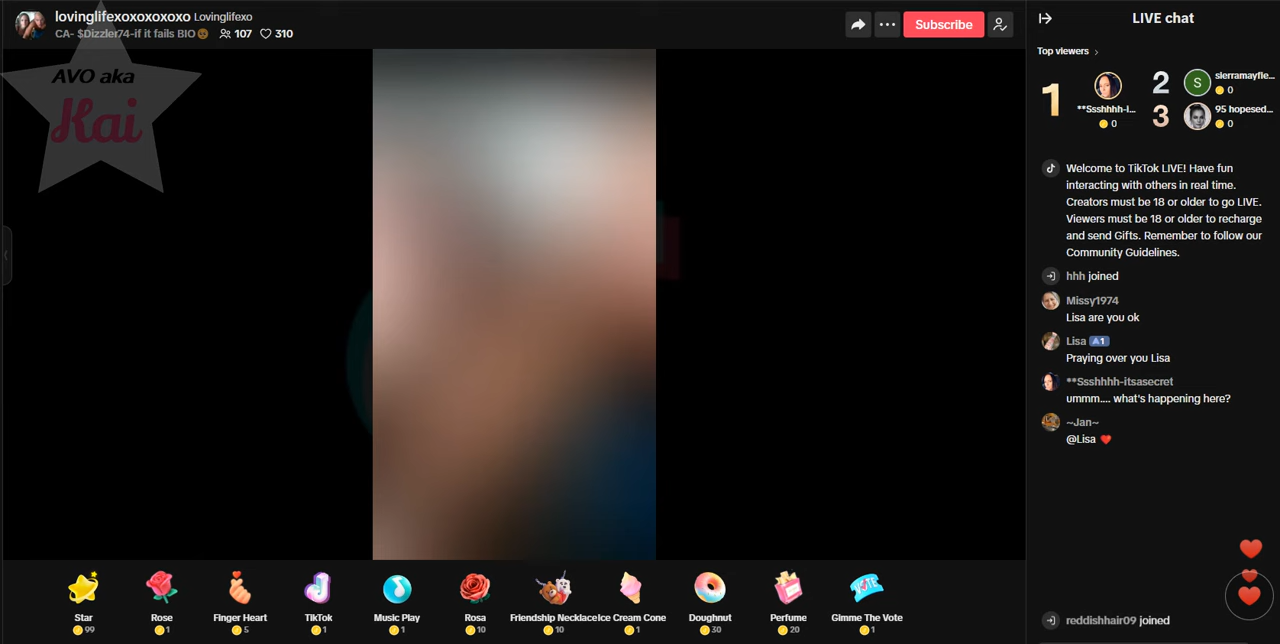 lovinglifexoxoxoxoxo Lovinglifexo
CA- $Dizzler74-if it fails BIO
107
310
Subscribe
AVO aka
Kai
LIVE chat
Top viewers
1
**Ssshhhh-i...
0
2
S
sierramayfle...
0
3
95 hopesed...
0
Welcome to TikTok LIVE! Have fun
interacting with others in real time.
Creators must be 18 or older to go LIVE.
Viewers must be 18 or older to recharge
and send Gifts. Remember to follow our
Community Guidelines.
hhh joined
Missy1974
Lisa are you ok
Lisa A1
Praying over you Lisa
**Ssshhhh-itsasecret
ummm.... what's happening here?
~Jan~
@Lisa
reddishhair09 joined
Star
99
Rose
1
Finger Heart
5
TikTok
1
Music Play
1
Rosa
10
Friendship Necklace
10
Ice Cream Cone
1
Doughnut
30
Perfume
20
VOTE
Gimme The Vote
1